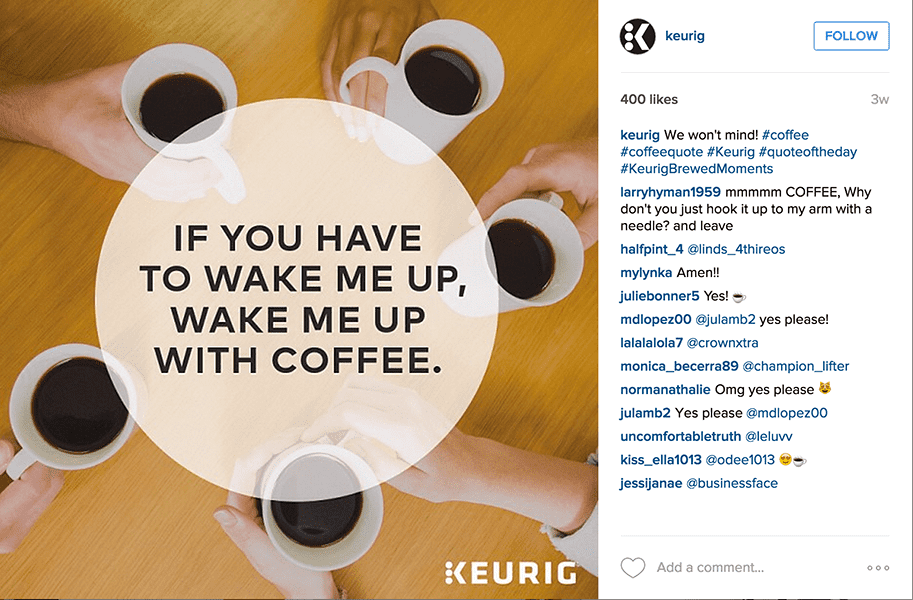 IF YOU HAVE
TO WAKE ME UP,
WAKE ME UP
WITH COFFEE.
KEURIG
keurig
FOLLOW
400 likes
3w
keurig We won't mind! #coffee
#coffeequote #Keurig #quoteoftheday
#KeurigBrewedMoments
larryhyman1959 mmmmm COFFEE, Why
don't you just hook it up to my arm with a
needle? and leave
halfpint_4 @linds_4thireos
mylynka Amen!!
juliebonner5 Yes! ☕
mdlopez00 @julamb2 yes please!
lalalalola7 @crownxtra
monica_becerra89 @champion_lifter
normanathalie Omg yes please 😻
julamb2 Yes please @mdlopez00
uncomfortabletruth @leluvv
kiss_ella1013 @odee1013 😍☕
jessijanae @businessface
Add a comment...